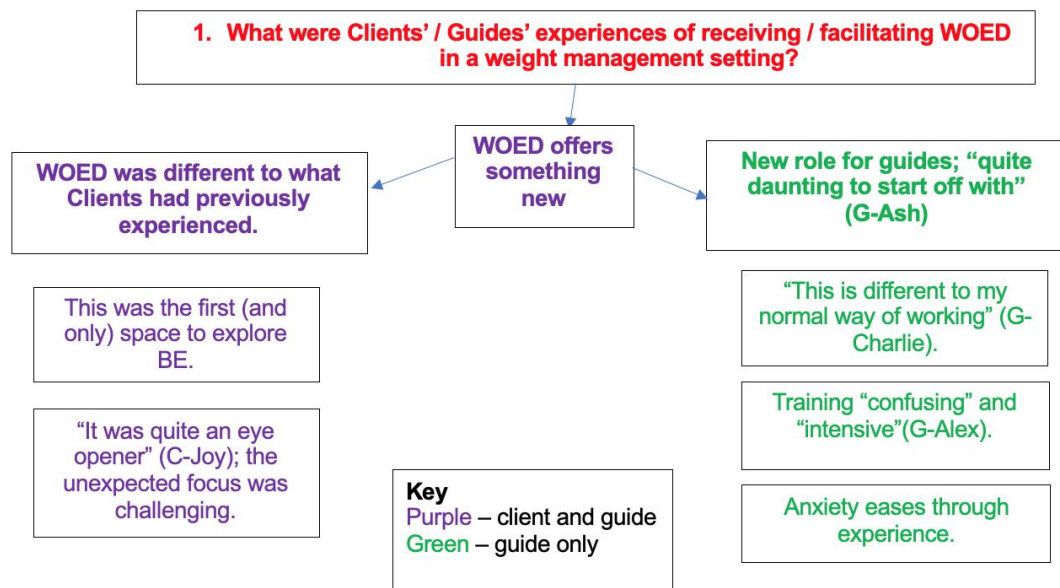 1. What were Clients’ / Guides’ experiences of receiving / facilitating WOED
in a weight management setting?
WOED offers
something
new
WOED was different to what
Clients had previously
experienced.
New role for guides; “quite
daunting to start off with”
(G-Ash)
This was the first (and
only) space to explore
BE.
“It was quite an eye
opener” (C-Joy); the
unexpected focus was
challenging.
“This is different to my
normal way of working” (G-
Charlie).
Training “confusing” and
“intensive”(G-Alex).
Anxiety eases through
experience.
Key
Purple – client and guide
Green – guide only